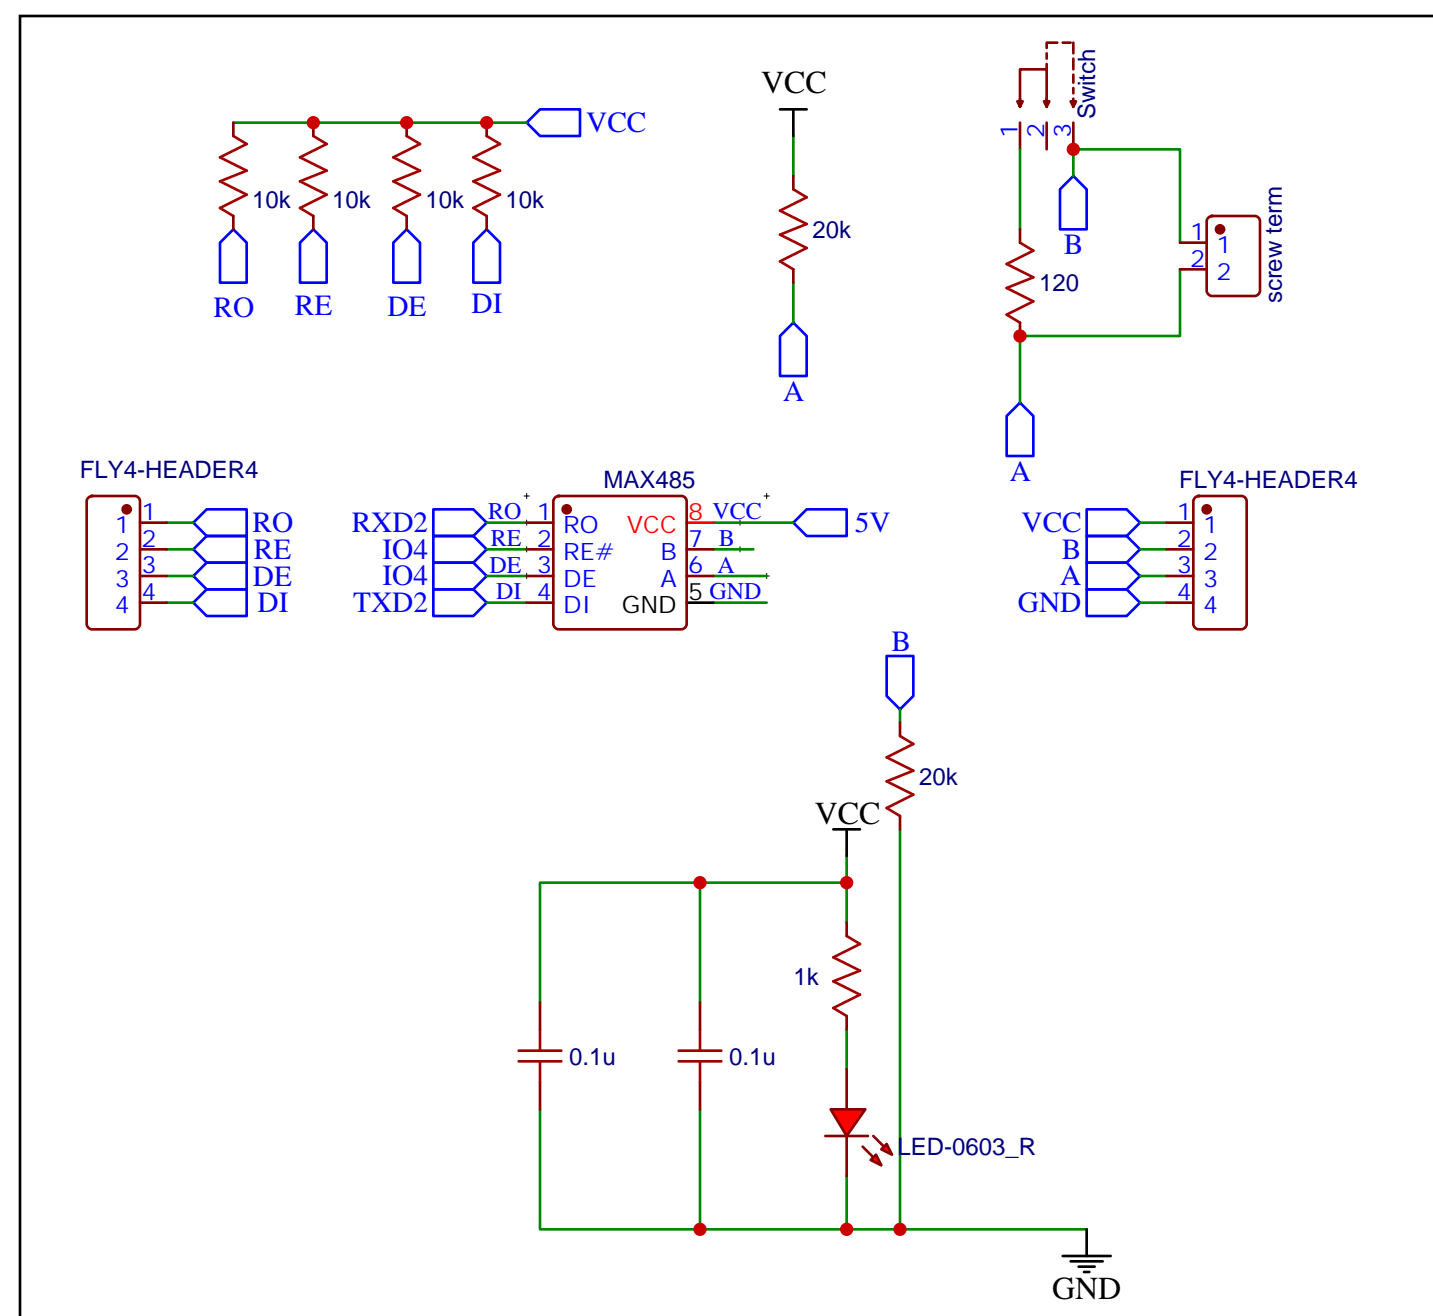 VCC
10k 10k 10k 10k
RO RE DE DI
VCC
20k
A
Switch
1 2 3
B
120
A
1 1
2 2
screw term
FLY4-HEADER4
1 1 RO
2 2 RE
3 3 DE
4 4 DI
MAX485
RXD2 RO 1 RO VCC 8 VCC 5V
IO4 RE 2 RE# B 7 B
IO4 DE 3 DE A 6 A
TXD2 DI 4 DI GND 5 GND
FLY4-HEADER4
VCC 1 1
B 2 2
A 3 3
GND 4 4
B
20k
VCC
1k
0.1u 0.1u
LED-0603_R
GND